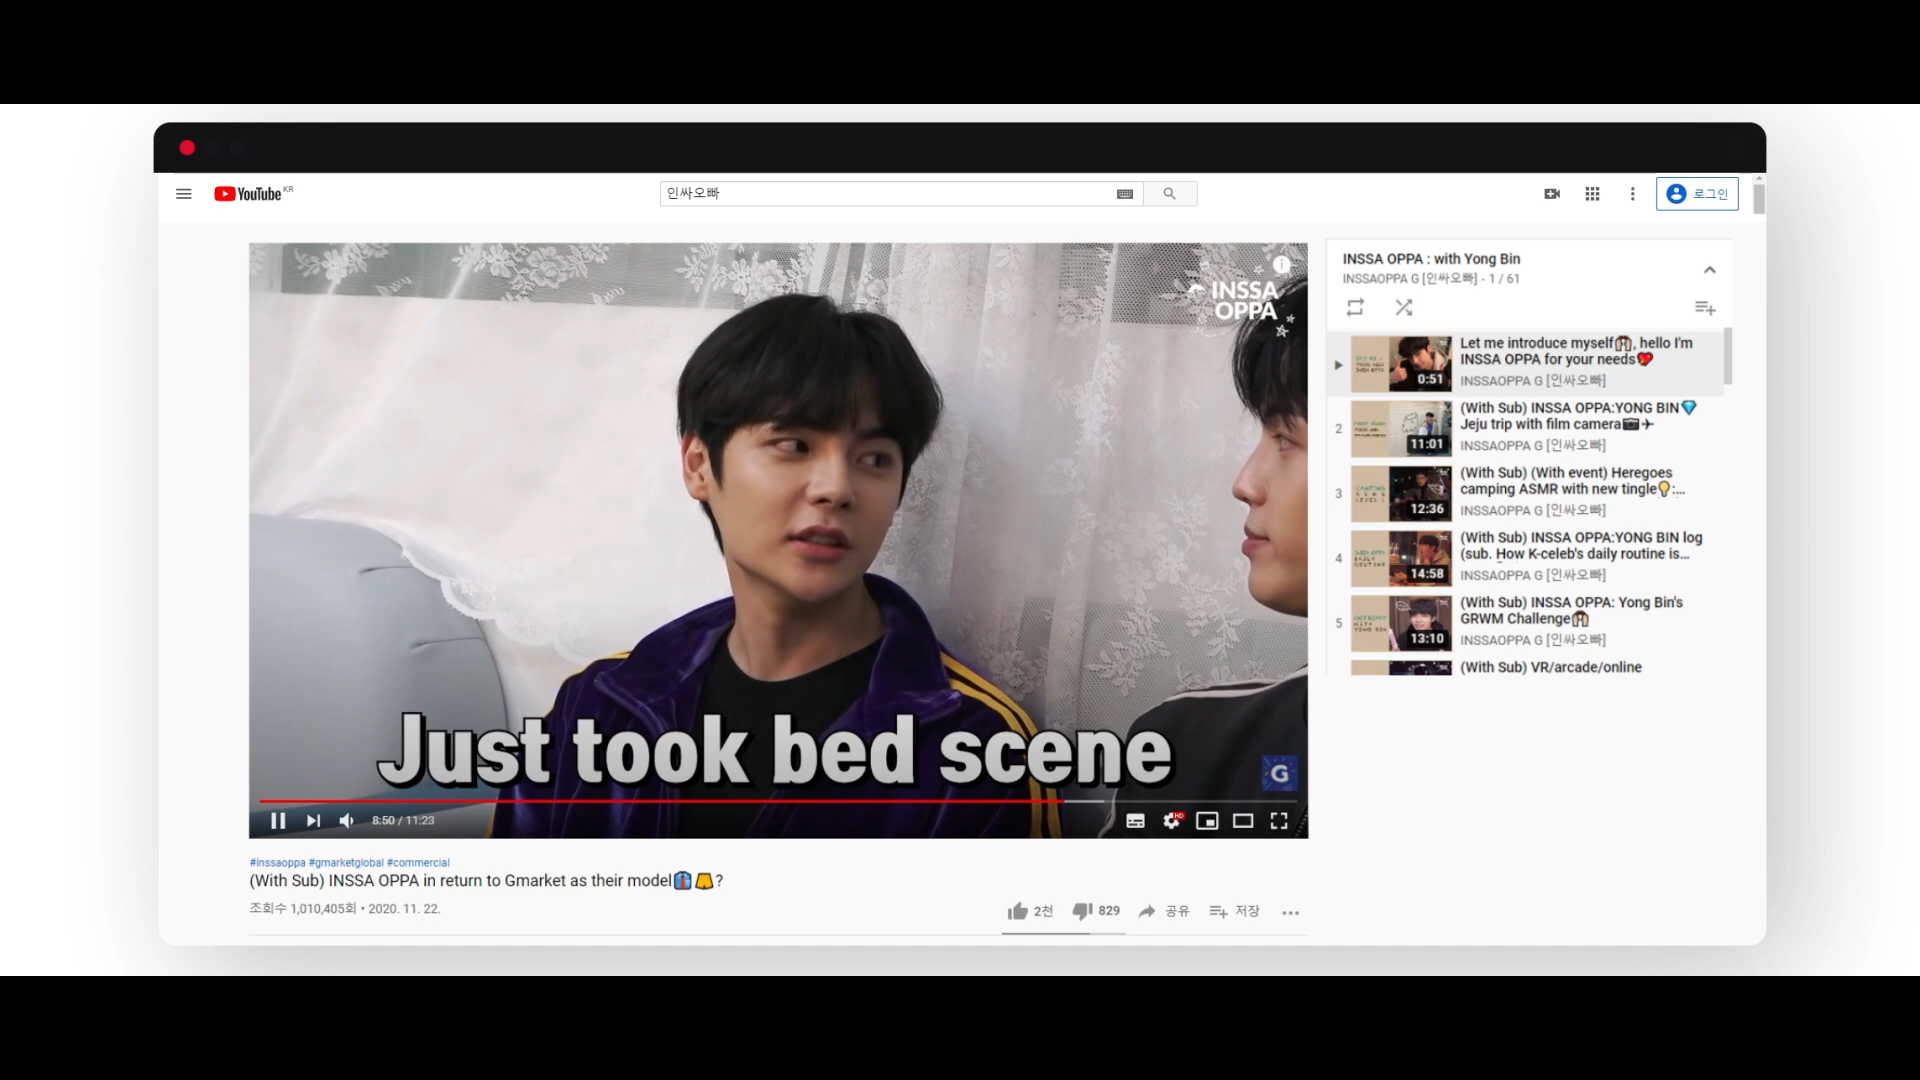 YouTube KR
인싸오빠
로그인
INSSA
OPPA
Just took bed scene
G
8:50 / 11:23
HD
#inssaoppa #gmarketglobal #commercial
(With Sub) INSSA OPPA in return to Gmarket as their model👔🩳?
조회수 1,010,405회 • 2020. 11. 22.
2천
829
공유
저장
INSSA OPPA : with Yong Bin
INSSAOPPA G [인싸오빠] - 1 / 61
Let me introduce myself🙈, hello I'm
INSSA OPPA for your needs💖
INSSAOPPA G [인싸오빠]
0:51
2
(With Sub) INSSA OPPA:YONG BIN💎
Jeju trip with film camera📷✈
INSSAOPPA G [인싸오빠]
11:01
3
(With Sub) (With event) Heregoes
camping ASMR with new tingle💡:...
INSSAOPPA G [인싸오빠]
12:36
4
(With Sub) INSSA OPPA:YONG BIN log
(sub. How K-celeb's daily routine is...
INSSAOPPA G [인싸오빠]
14:58
5
(With Sub) INSSA OPPA: Yong Bin's
GRWM Challenge🙈
INSSAOPPA G [인싸오빠]
13:10
(With Sub) VR/arcade/online